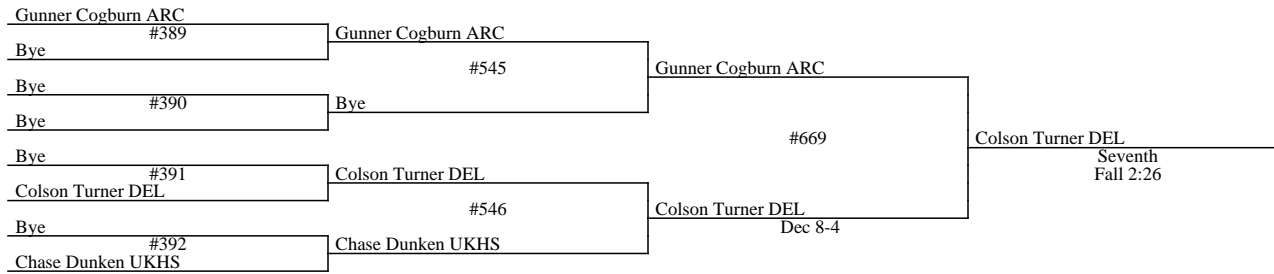 Gunner Cogburn ARC
#389
Bye
Bye
#390
Bye
Bye
#391
Colson Turner DEL
Bye
#392
Chase Dunken UKHS
Gunner Cogburn ARC
#545
Bye
Colson Turner DEL
#546
Chase Dunken UKHS
Gunner Cogburn ARC
#669
Colson Turner DEL
Dec 8-4
Colson Turner DEL
Seventh
Fall 2:26